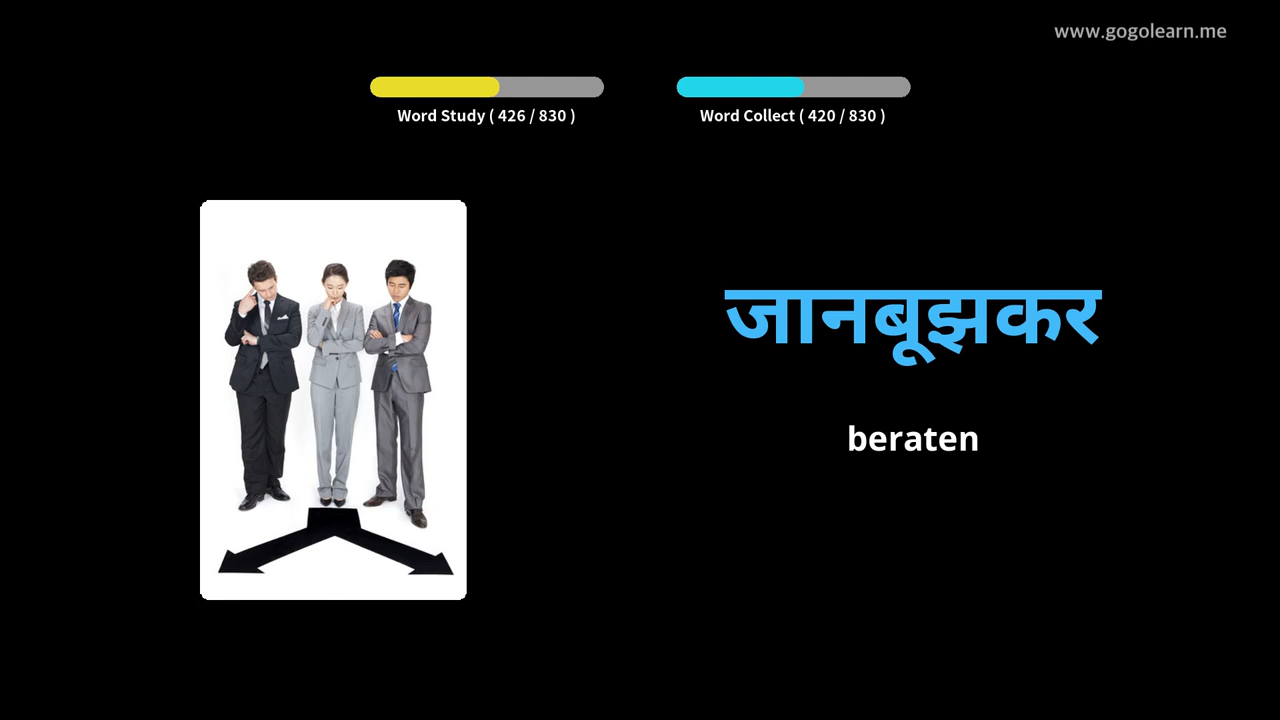 www.gogolearn.me
Word Study ( 426 / 830 )
Word Collect ( 420 / 830 )
जानबूझकर
beraten